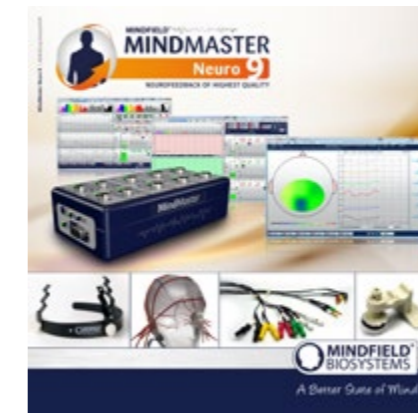 MINDFIELD®
MINDMASTER
Neuro 9
NEUROFEEDBACK OF HIGHEST QUALITY
MindMaster
MINDFIELD®
BIOSYSTEMS
A Better State of Mind